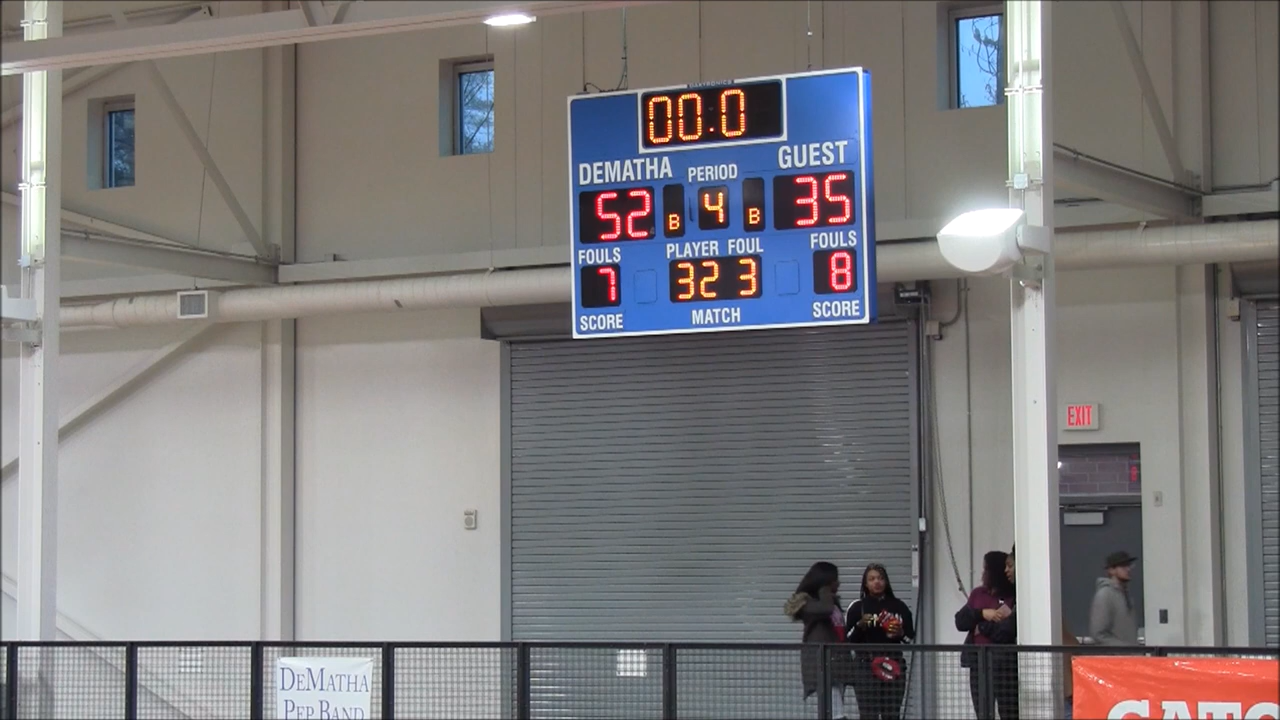 DAKTRONICS
00:0
DEMATHA PERIOD GUEST
52 B 4 B 35
FOULS PLAYER FOUL FOULS
7 32 3 8
SCORE MATCH SCORE
EXIT
DEMATHA
PEP BAND